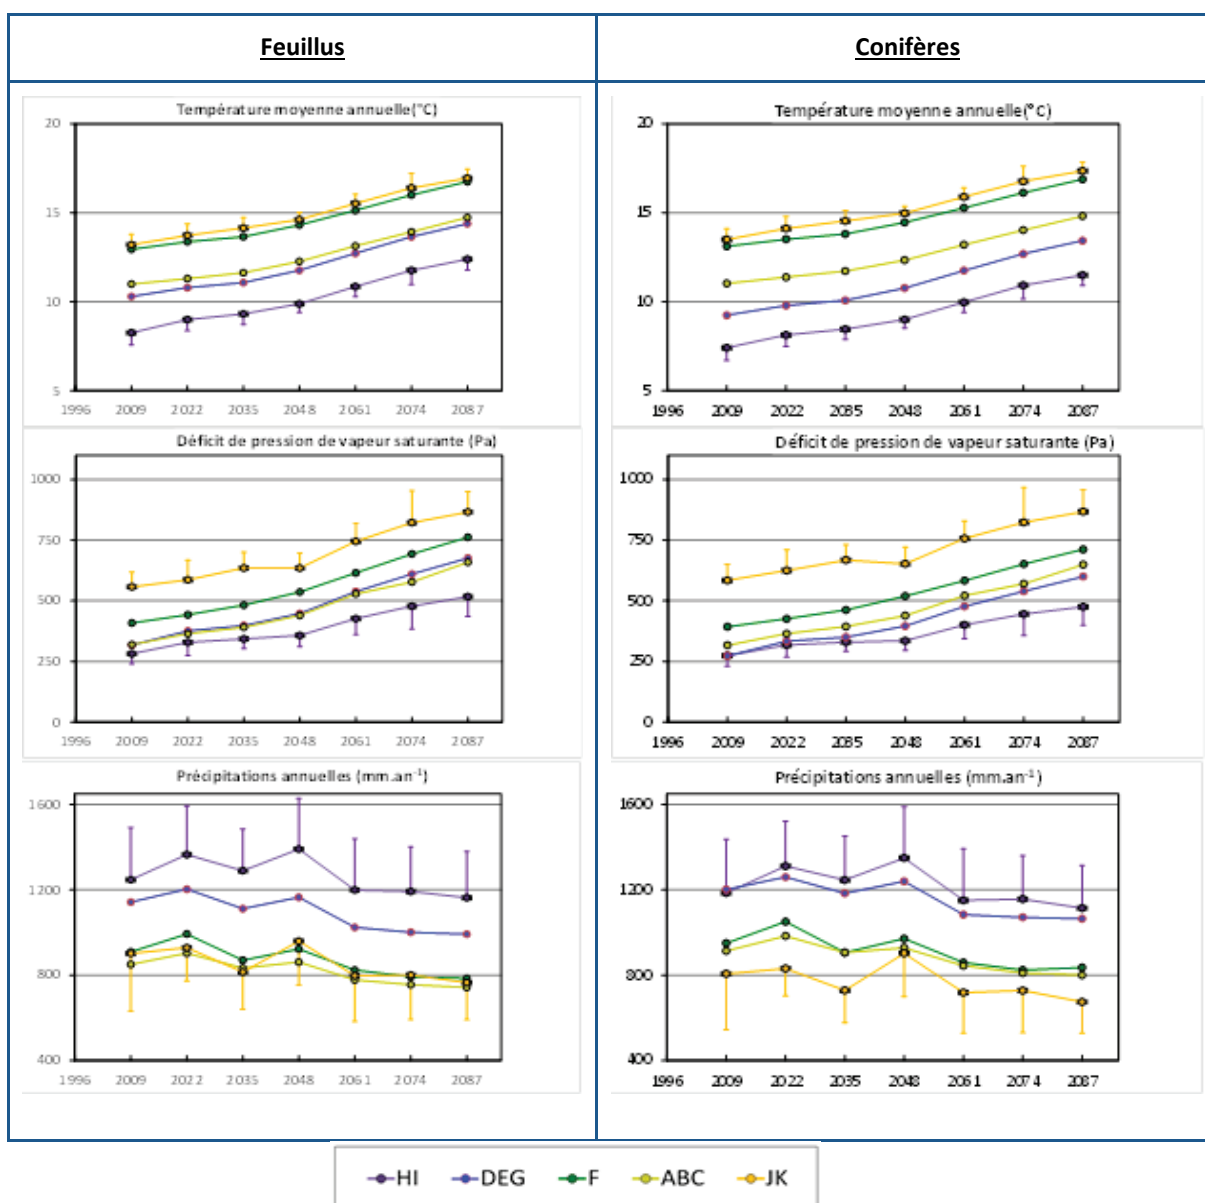 Feuillus
Conifères
Température moyenne annuelle(°C)
20
15
10
5
1996 2009 2022 2035 2048 2061 2074 2087
Température moyenne annuelle(°C)
20
15
10
5
1996 2009 2022 2035 2048 2061 2074 2087
Déficit de pression de vapeur saturante (Pa)
1000
750
500
250
0
1996 2009 2022 2035 2048 2061 2074 2087
Déficit de pression de vapeur saturante (Pa)
1000
750
500
250
0
1996 2009 2022 2035 2048 2061 2074 2087
Précipitations annuelles (mm.an⁻¹)
1600
1200
800
400
1996 2009 2022 2035 2048 2061 2074 2087
Précipitations annuelles (mm.an⁻¹)
1600
1200
800
400
1996 2009 2022 2035 2048 2061 2074 2087
HI DEG F ABC JK